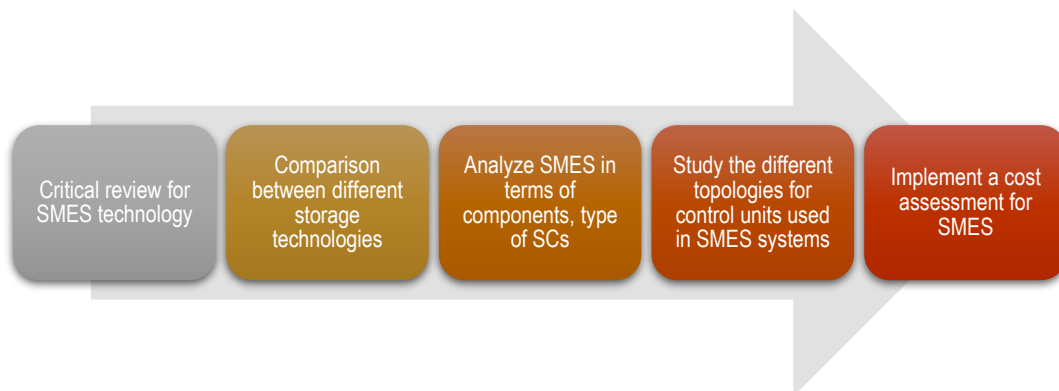 Critical review for
SMES technology
Comparison
between different
storage
technologies
Analyze SMES in
terms of
components, type
of SCs
Study the different
topologies for
control units used
in SMES systems
Implement a cost
assessment for
SMES